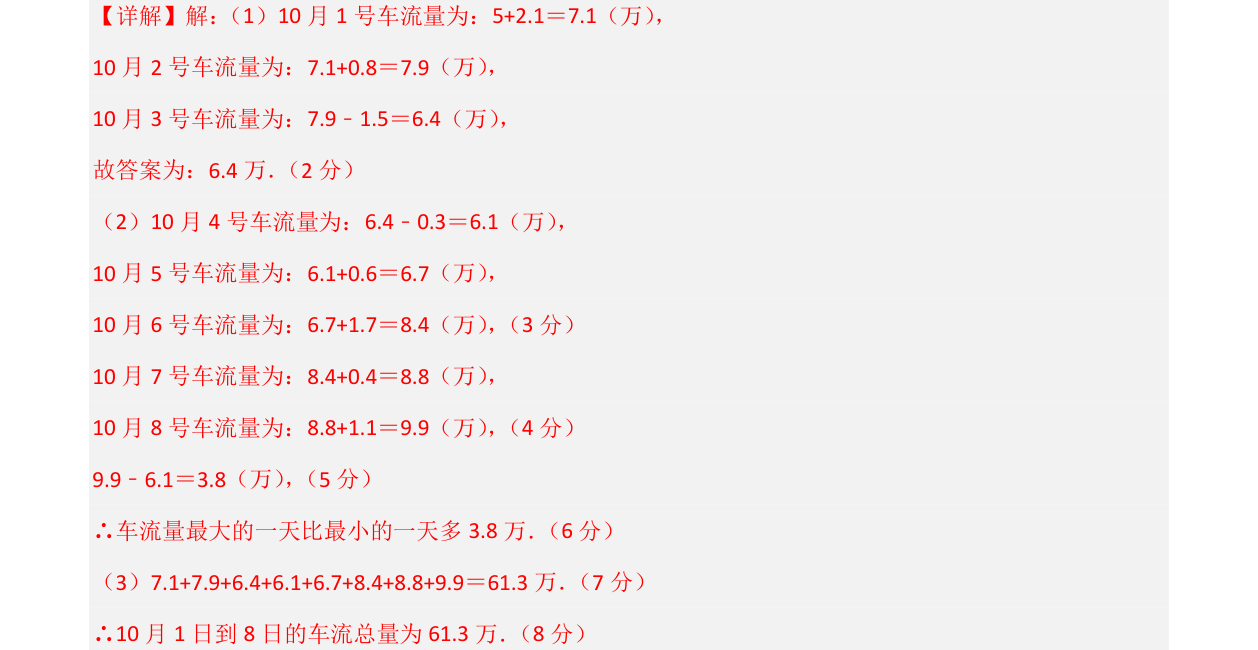 【详解】解：（1）10 月 1 号车流量为：5+2.1＝7.1（万），
10 月 2 号车流量为：7.1+0.8＝7.9（万），
10 月 3 号车流量为：7.9﹣1.5＝6.4（万），
故答案为：6.4 万．（2 分）
（2）10 月 4 号车流量为：6.4﹣0.3＝6.1（万），
10 月 5 号车流量为：6.1+0.6＝6.7（万），
10 月 6 号车流量为：6.7+1.7＝8.4（万），（3 分）
10 月 7 号车流量为：8.4+0.4＝8.8（万），
10 月 8 号车流量为：8.8+1.1＝9.9（万），（4 分）
9.9﹣6.1＝3.8（万），（5 分）
∴车流量最大的一天比最小的一天多 3.8 万．（6 分）
（3）7.1+7.9+6.4+6.1+6.7+8.4+8.8+9.9＝61.3 万．（7 分）
∴10 月 1 日到 8 日的车流总量为 61.3 万．（8 分）